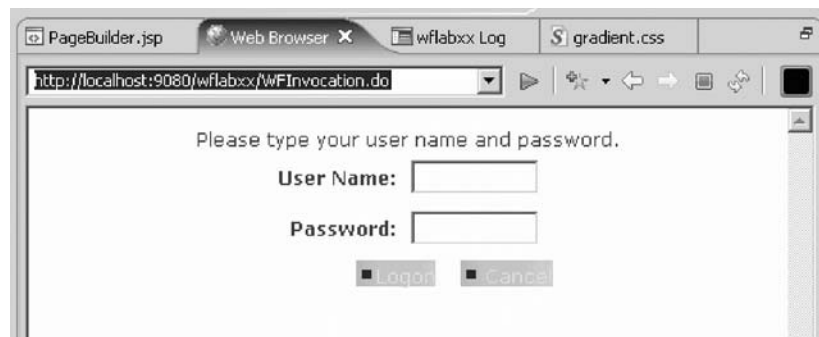 PageBuilder.jsp Web Browser wflabxx Log gradient.css
http://localhost:9080/wflabxx/WFInvocation.do
Please type your user name and password.
User Name:
Password:
Logon Cancel